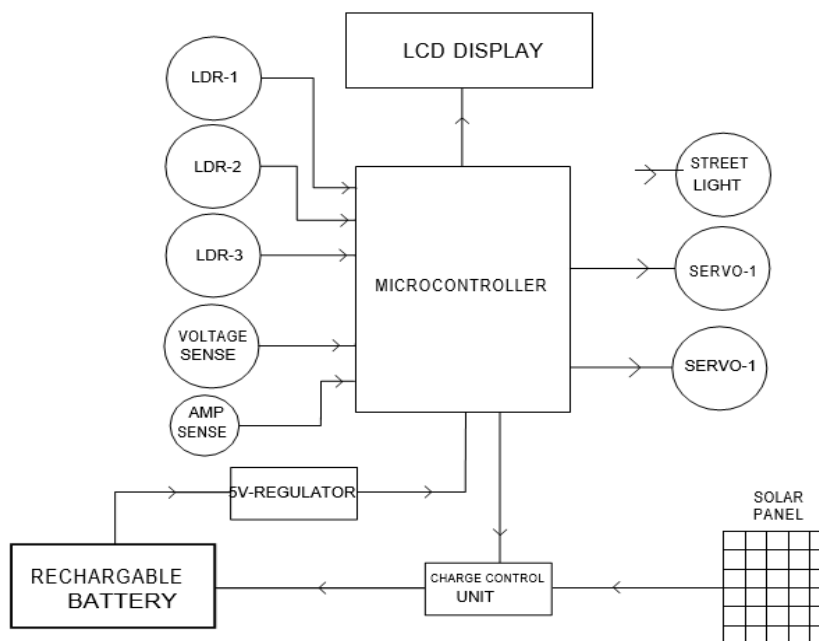 LCD DISPLAY
LDR-1
LDR-2
LDR-3
VOLTAGE
SENSE
AMP
SENSE
MICROCONTROLLER
STREET
LIGHT
SERVO-1
SERVO-1
5V-REGULATOR
RECHARGABLE
BATTERY
CHARGE CONTROL
UNIT
SOLAR
PANEL